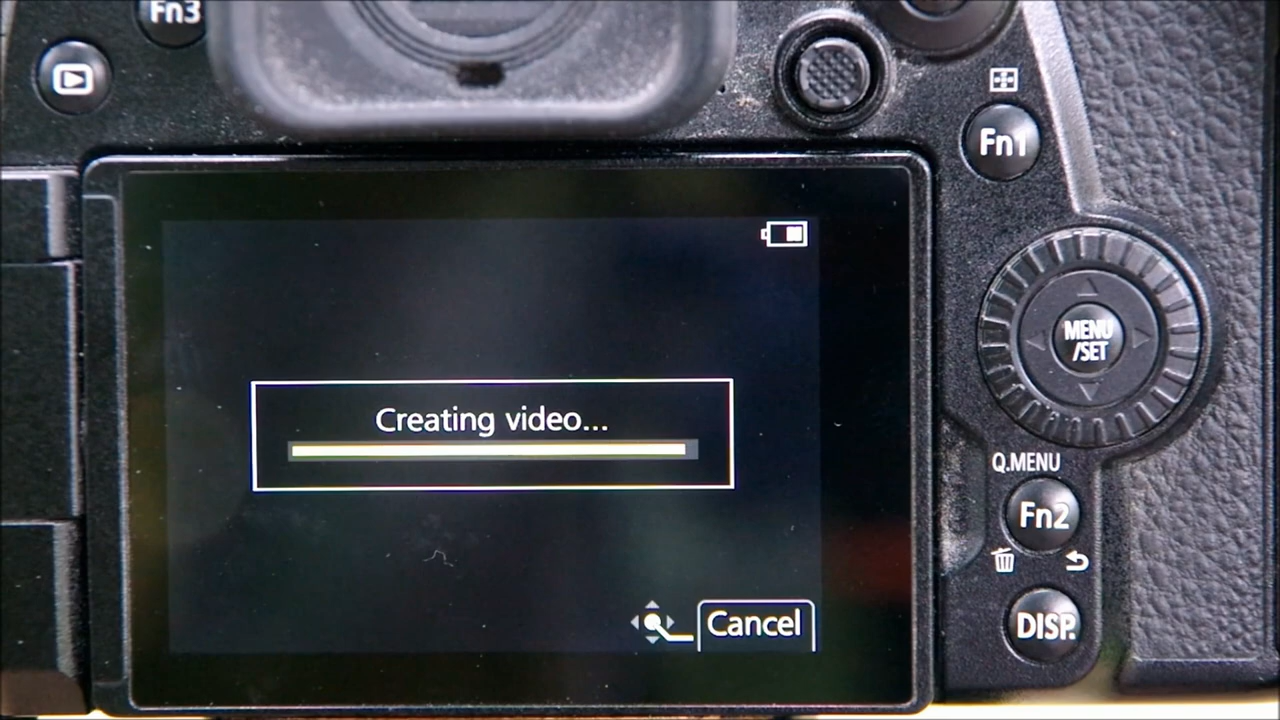 Fn3
Fn1
MENU
/SET
Creating video...
Q.MENU
Fn2
Cancel
DISP.